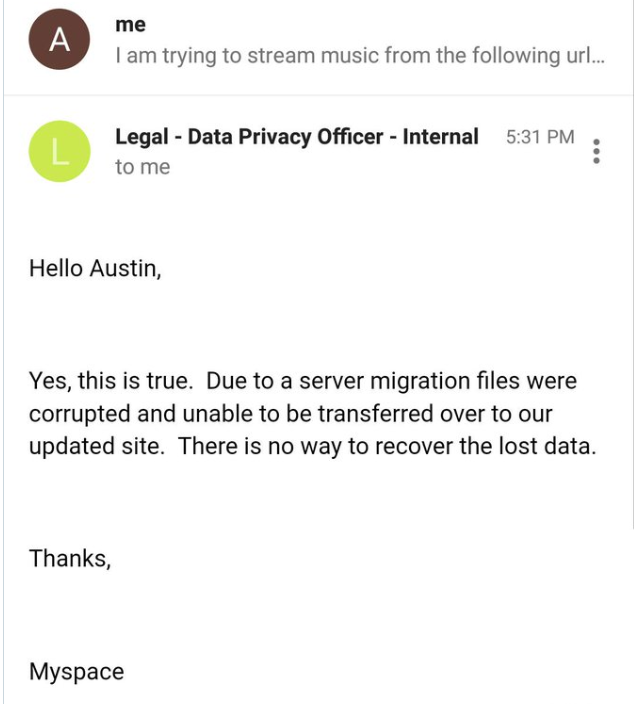 A
me
I am trying to stream music from the following url...
L
Legal - Data Privacy Officer - Internal 5:31 PM
to me
Hello Austin,
Yes, this is true.  Due to a server migration files were
corrupted and unable to be transferred over to our
updated site.  There is no way to recover the lost data.
Thanks,
Myspace